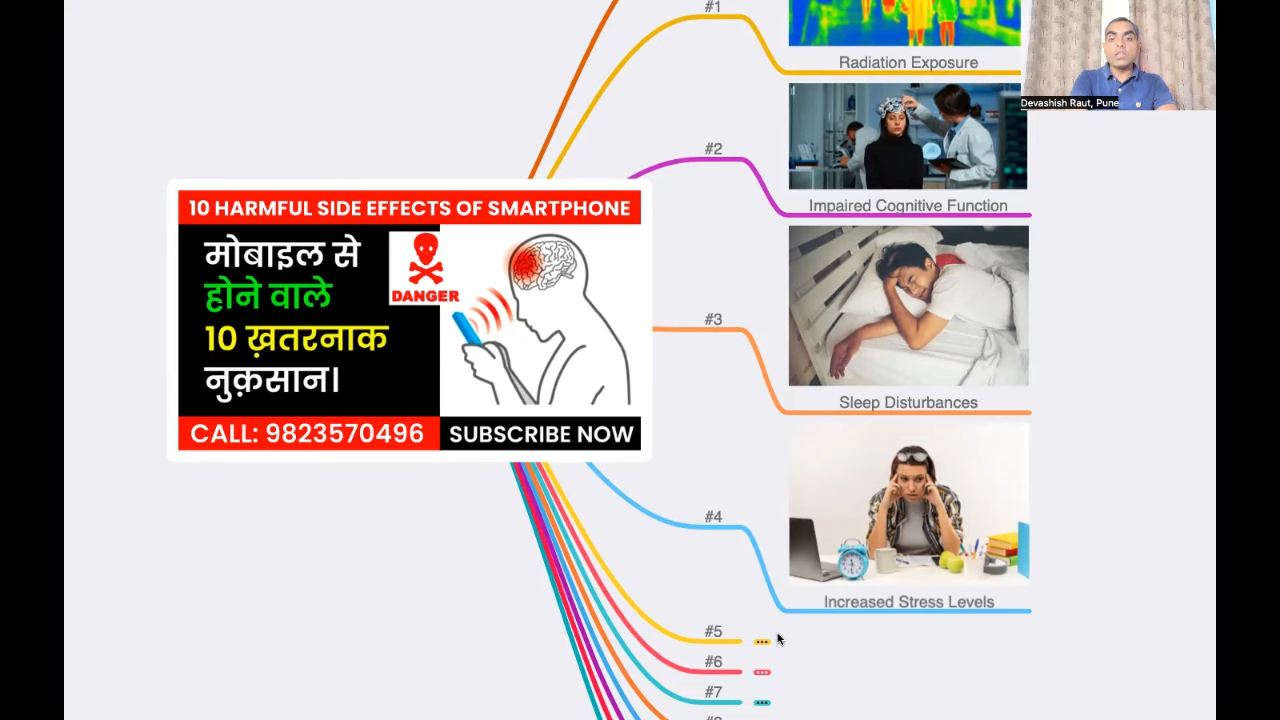 #1
Radiation Exposure
Devashish Raut, Pune
#2
Impaired Cognitive Function
10 HARMFUL SIDE EFFECTS OF SMARTPHONE
मोबाइल से
होने वाले
10 ख़तरनाक
नुक़सान।
DANGER
CALL: 9823570496
SUBSCRIBE NOW
#3
Sleep Disturbances
#4
Increased Stress Levels
#5
#6
#7